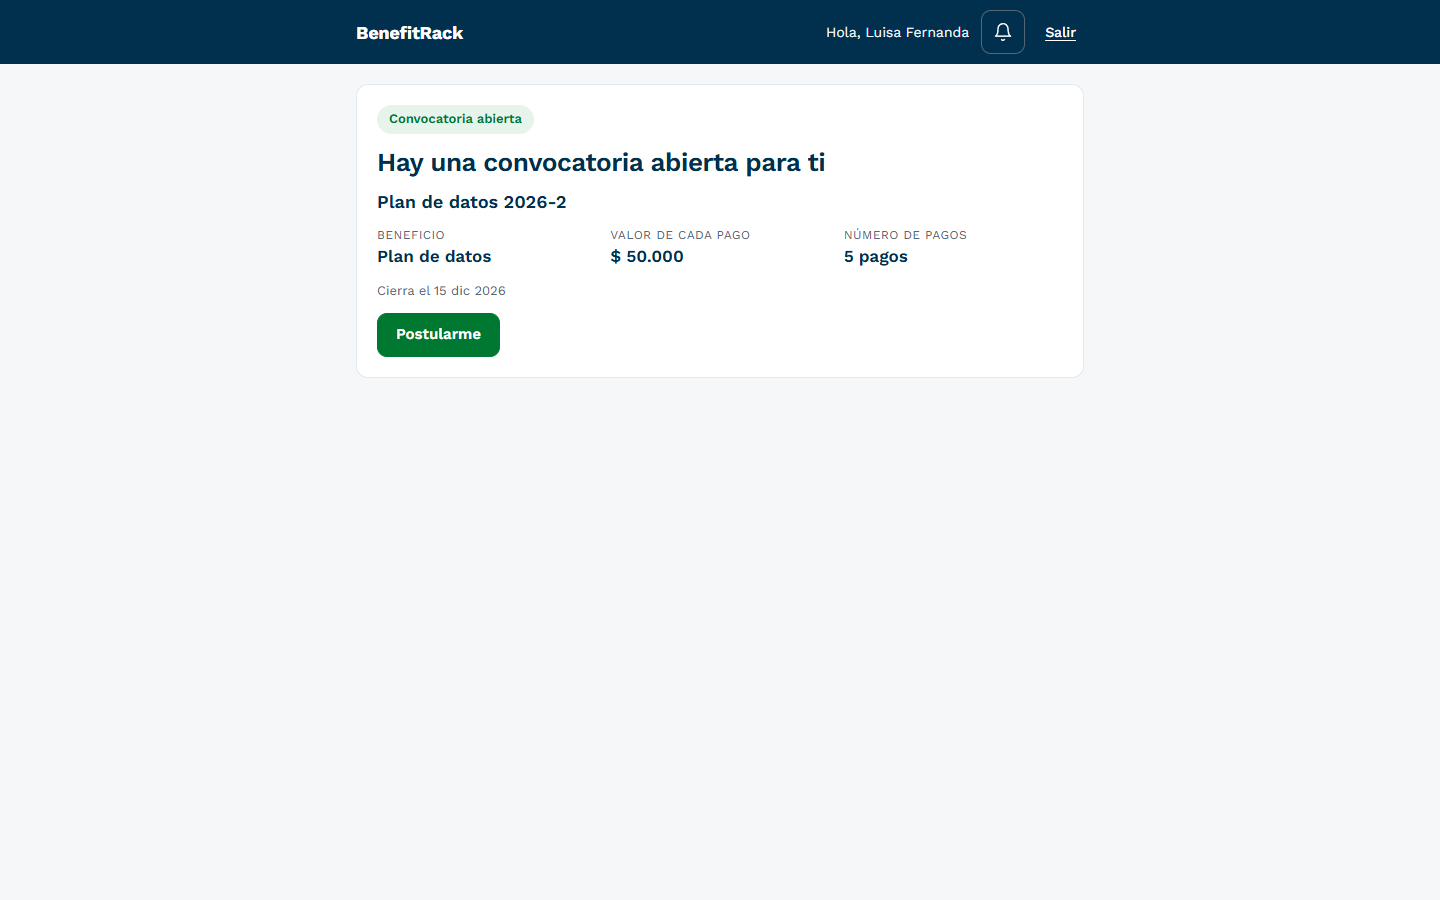 BenefitRack
Hola, Luisa Fernanda
Salir
Convocatoria abierta
Hay una convocatoria abierta para ti
Plan de datos 2026-2
BENEFICIO
Plan de datos
VALOR DE CADA PAGO
$ 50.000
NÚMERO DE PAGOS
5 pagos
Cierra el 15 dic 2026
Postularme